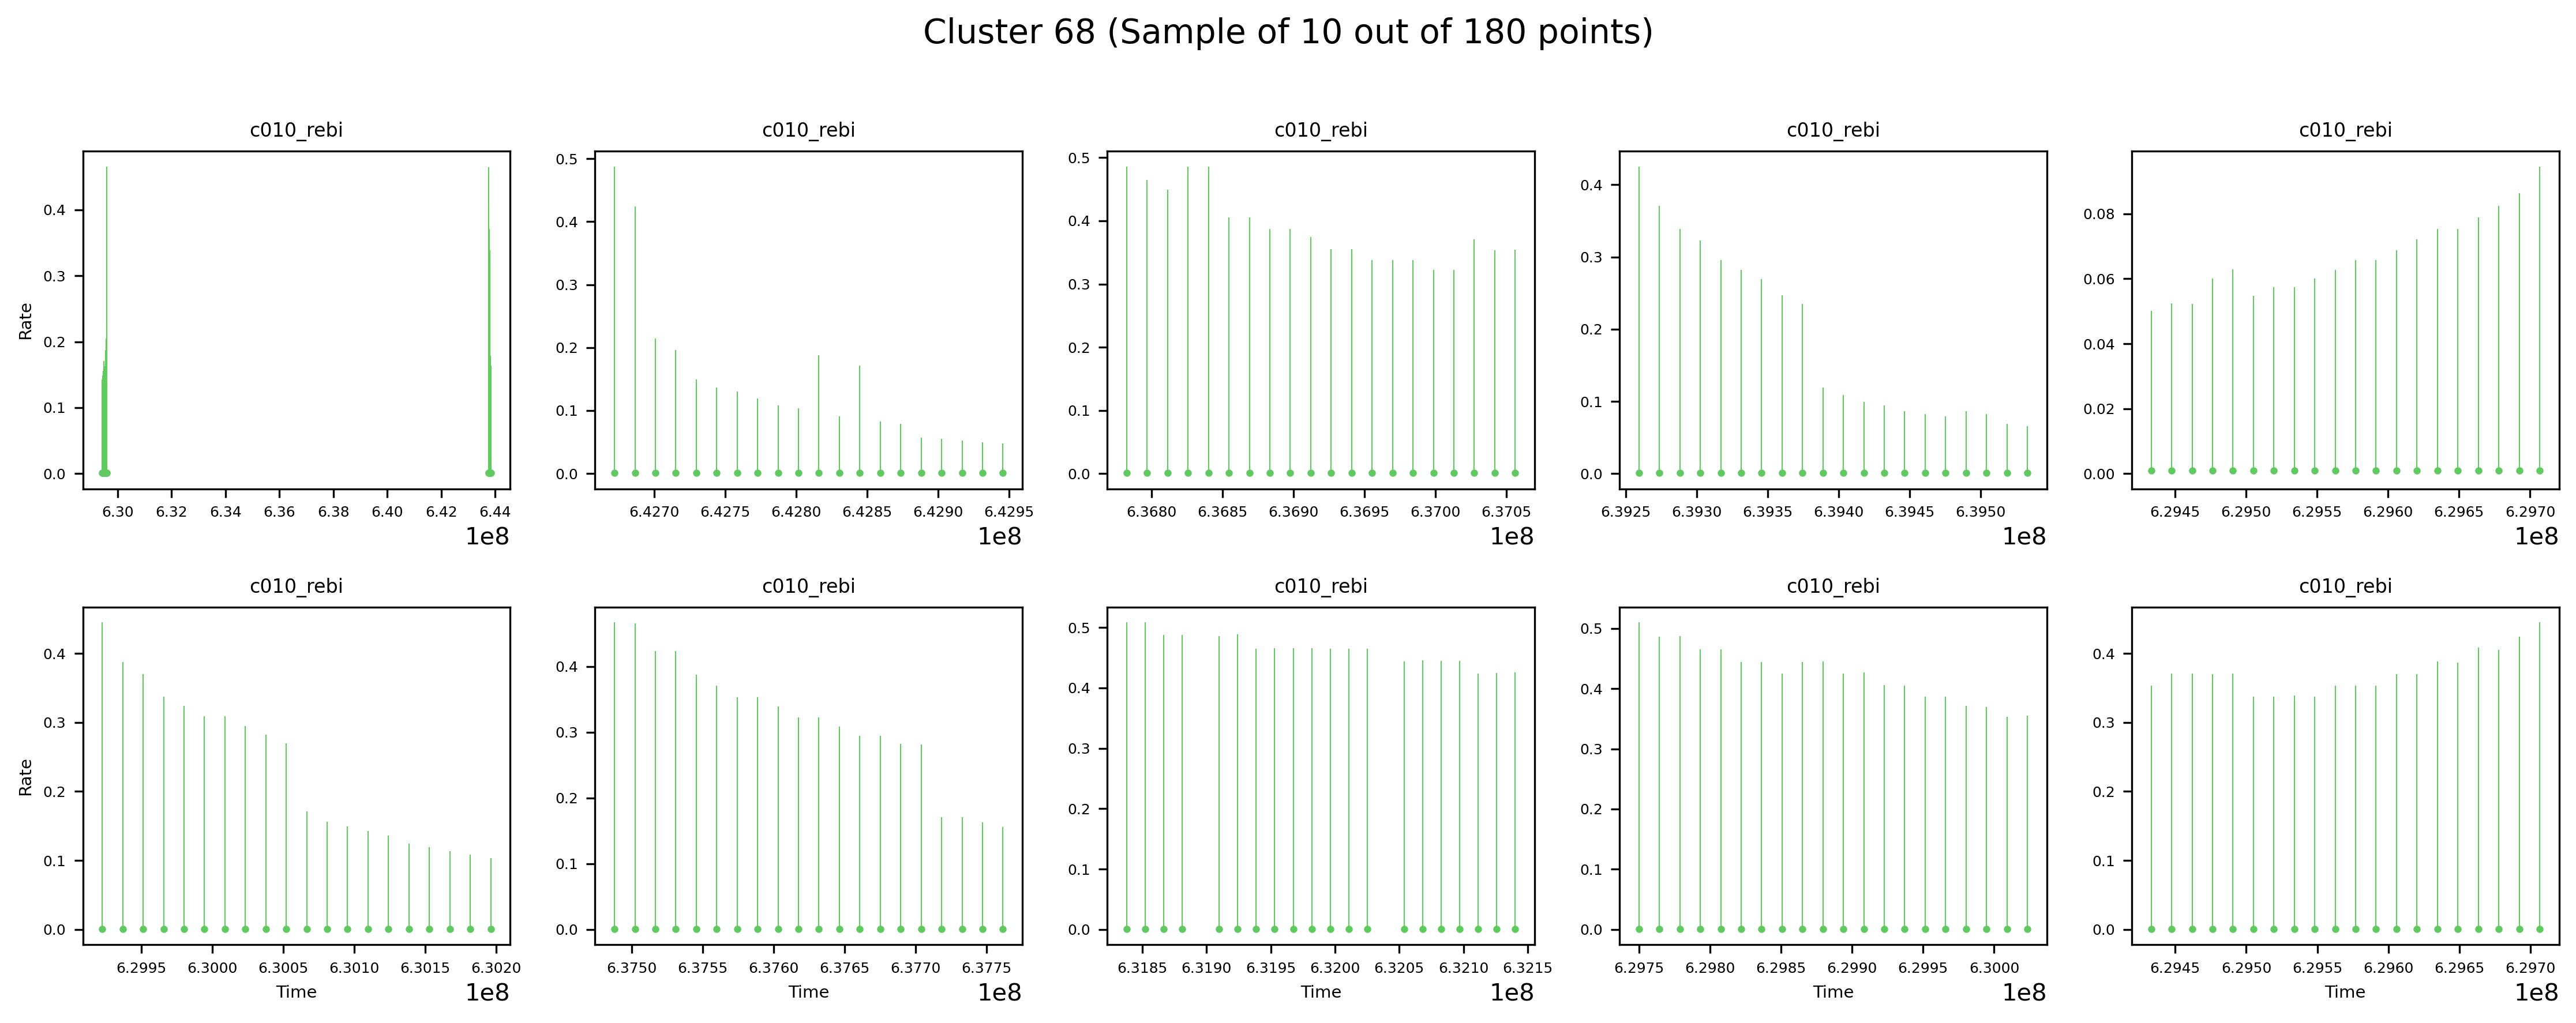 Cluster 68 (Sample of 10 out of 180 points)
c010_rebi c010_rebi c010_rebi c010_rebi c010_rebi
Rate
0.4 0.3 0.2 0.1 0.0
6.30 6.32 6.34 6.36 6.38 6.40 6.42 6.44
1e8
0.5 0.4 0.3 0.2 0.1 0.0
6.4270 6.4275 6.4280 6.4285 6.4290 6.4295
1e8
0.5 0.4 0.3 0.2 0.1 0.0
6.3680 6.3685 6.3690 6.3695 6.3700 6.3705
1e8
0.4 0.3 0.2 0.1 0.0
6.3925 6.3930 6.3935 6.3940 6.3945 6.3950
1e8
0.08 0.06 0.04 0.02 0.00
6.2945 6.2950 6.2955 6.2960 6.2965 6.2970
1e8
c010_rebi c010_rebi c010_rebi c010_rebi c010_rebi
Rate
0.4 0.3 0.2 0.1 0.0
6.2995 6.3000 6.3005 6.3010 6.3015 6.3020
Time
1e8
0.4 0.3 0.2 0.1 0.0
6.3750 6.3755 6.3760 6.3765 6.3770 6.3775
Time
1e8
0.5 0.4 0.3 0.2 0.1 0.0
6.3185 6.3190 6.3195 6.3200 6.3205 6.3210 6.3215
Time
1e8
0.5 0.4 0.3 0.2 0.1 0.0
6.2975 6.2980 6.2985 6.2990 6.2995 6.3000
Time
1e8
0.4 0.3 0.2 0.1 0.0
6.2945 6.2950 6.2955 6.2960 6.2965 6.2970
Time
1e8